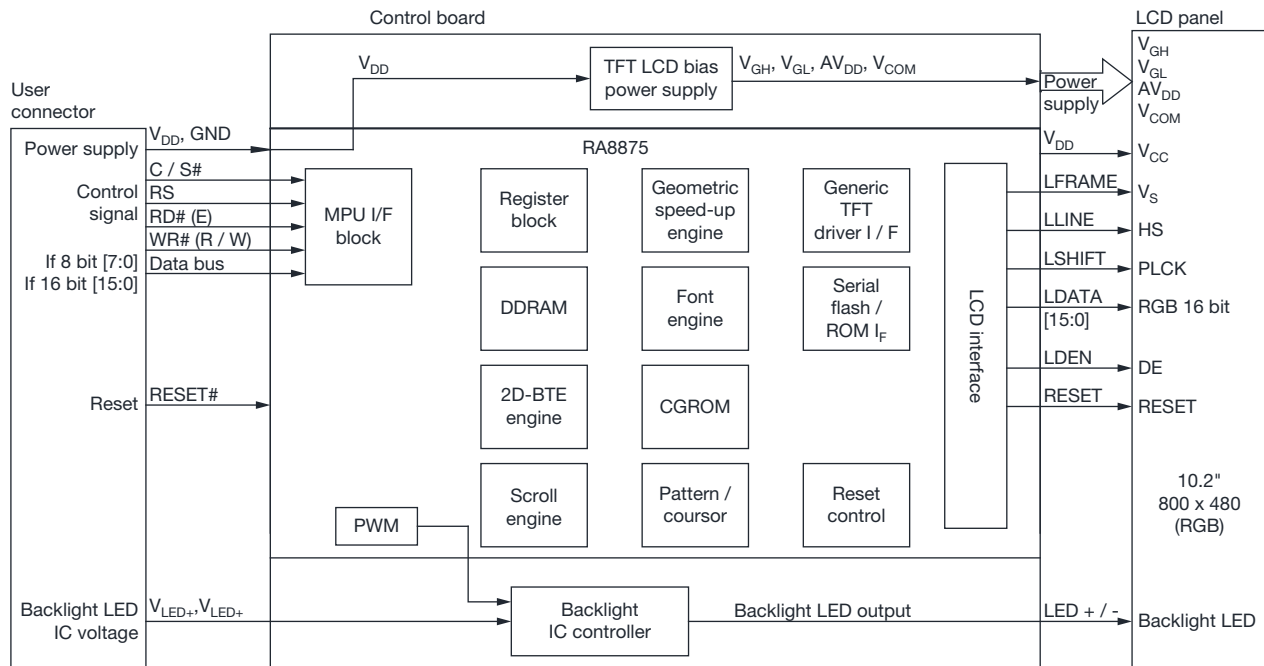 Control board
LCD panel
User
connector
V_DD
TFT LCD bias
power supply
V_GH, V_GL, AV_DD, V_COM
Power
supply
V_GH
V_GL
AV_DD
V_COM
Power supply
V_DD, GND
RA8875
V_DD
V_CC
Control
signal
C / S#
RS
RD# (E)
WR# (R / W)
If 8 bit [7:0]
If 16 bit [15:0]
Data bus
MPU I/F
block
Register
block
Geometric
speed-up
engine
Generic
TFT
driver I / F
DDRAM
Font
engine
Serial
flash /
ROM I_F
2D-BTE
engine
CGROM
Scroll
engine
Pattern /
coursor
Reset
control
LCD interface
LFRAME
V_S
LLINE
HS
LSHIFT
PLCK
LDATA
[15:0]
RGB 16 bit
LDEN
DE
RESET
RESET
Reset
RESET#
10.2"
800 x 480
(RGB)
PWM
Backlight LED
IC voltage
V_LED+,V_LED+
Backlight
IC controller
Backlight LED output
LED + / -
Backlight LED